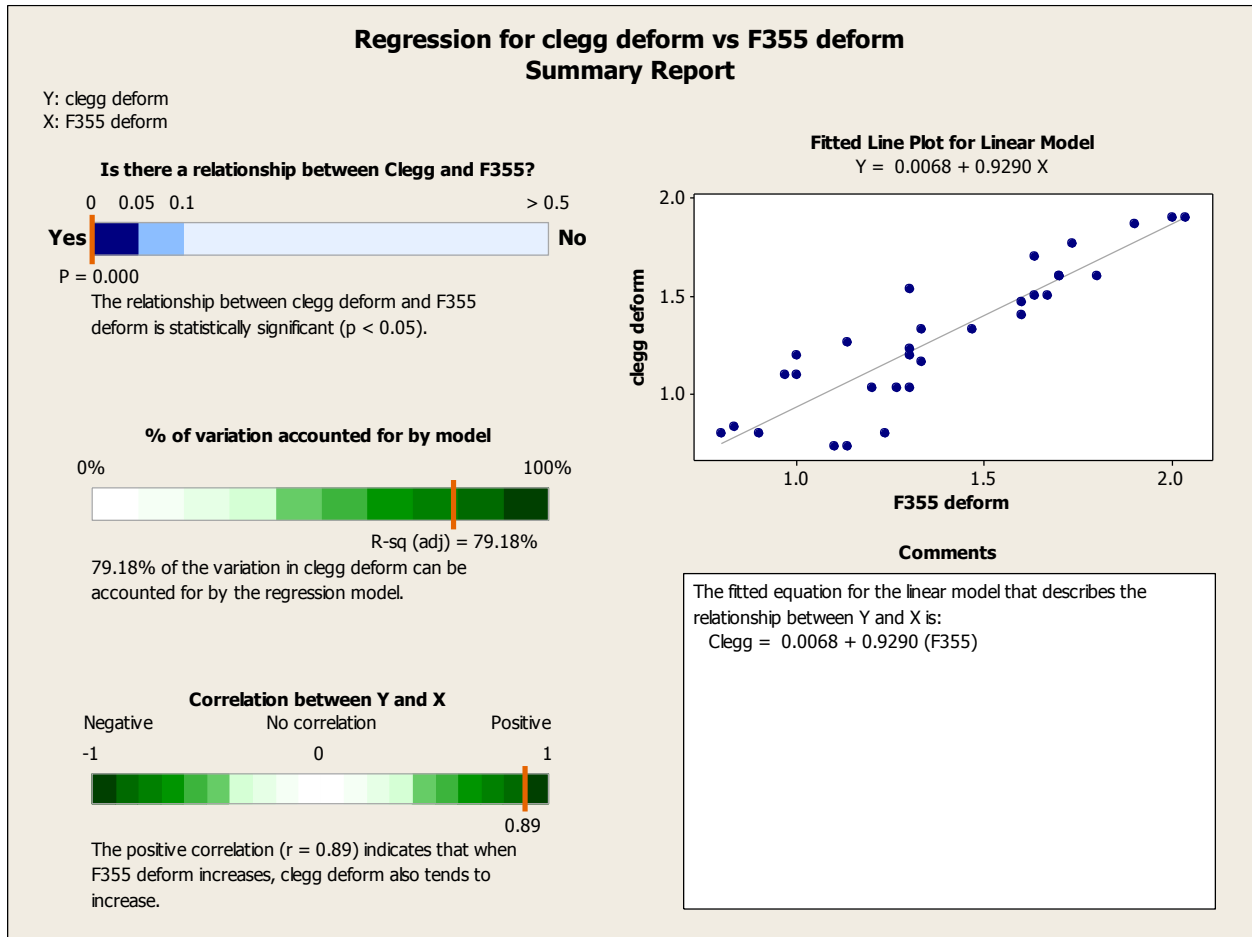 Regression for clegg deform vs F355 deform
Summary Report
Y: clegg deform
X: F355 deform
Is there a relationship between Clegg and F355?
0 0.05 0.1 > 0.5
Yes No
P = 0.000
The relationship between clegg deform and F355
deform is statistically significant (p < 0.05).
% of variation accounted for by model
0% 100%
R-sq (adj) = 79.18%
79.18% of the variation in clegg deform can be
accounted for by the regression model.
Correlation between Y and X
Negative No correlation Positive
-1 0 1
0.89
The positive correlation (r = 0.89) indicates that when
F355 deform increases, clegg deform also tends to
increase.
Fitted Line Plot for Linear Model
Y = 0.0068 + 0.9290 X
2.0
1.5
1.0
clegg deform
1.0 1.5 2.0
F355 deform
Comments
The fitted equation for the linear model that describes the
relationship between Y and X is:
Clegg = 0.0068 + 0.9290 (F355)